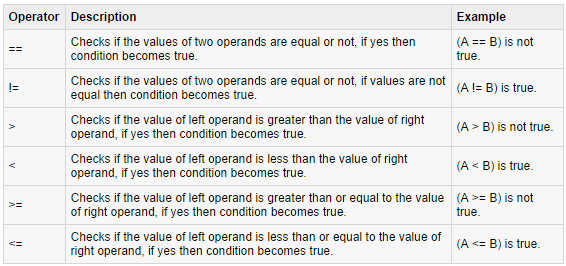 Operator Description Example
== Checks if the values of two operands are equal or not, if yes then condition becomes true. (A == B) is not true.
!= Checks if the values of two operands are equal or not, if values are not equal then condition becomes true. (A != B) is true.
> Checks if the value of left operand is greater than the value of right operand, if yes then condition becomes true. (A > B) is not true.
< Checks if the value of left operand is less than the value of right operand, if yes then condition becomes true. (A < B) is true.
>= Checks if the value of left operand is greater than or equal to the value of right operand, if yes then condition becomes true. (A >= B) is not true.
<= Checks if the value of left operand is less than or equal to the value of right operand, if yes then condition becomes true. (A <= B) is true.